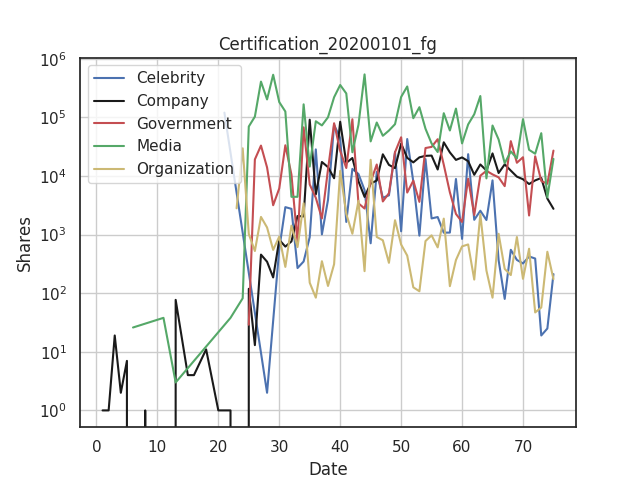 Certification_20200101_fg
10^6
10^5
10^4
10^3
10^2
10^1
10^0
Shares
Celebrity
Company
Government
Media
Organization
0 10 20 30 40 50 60 70
Date